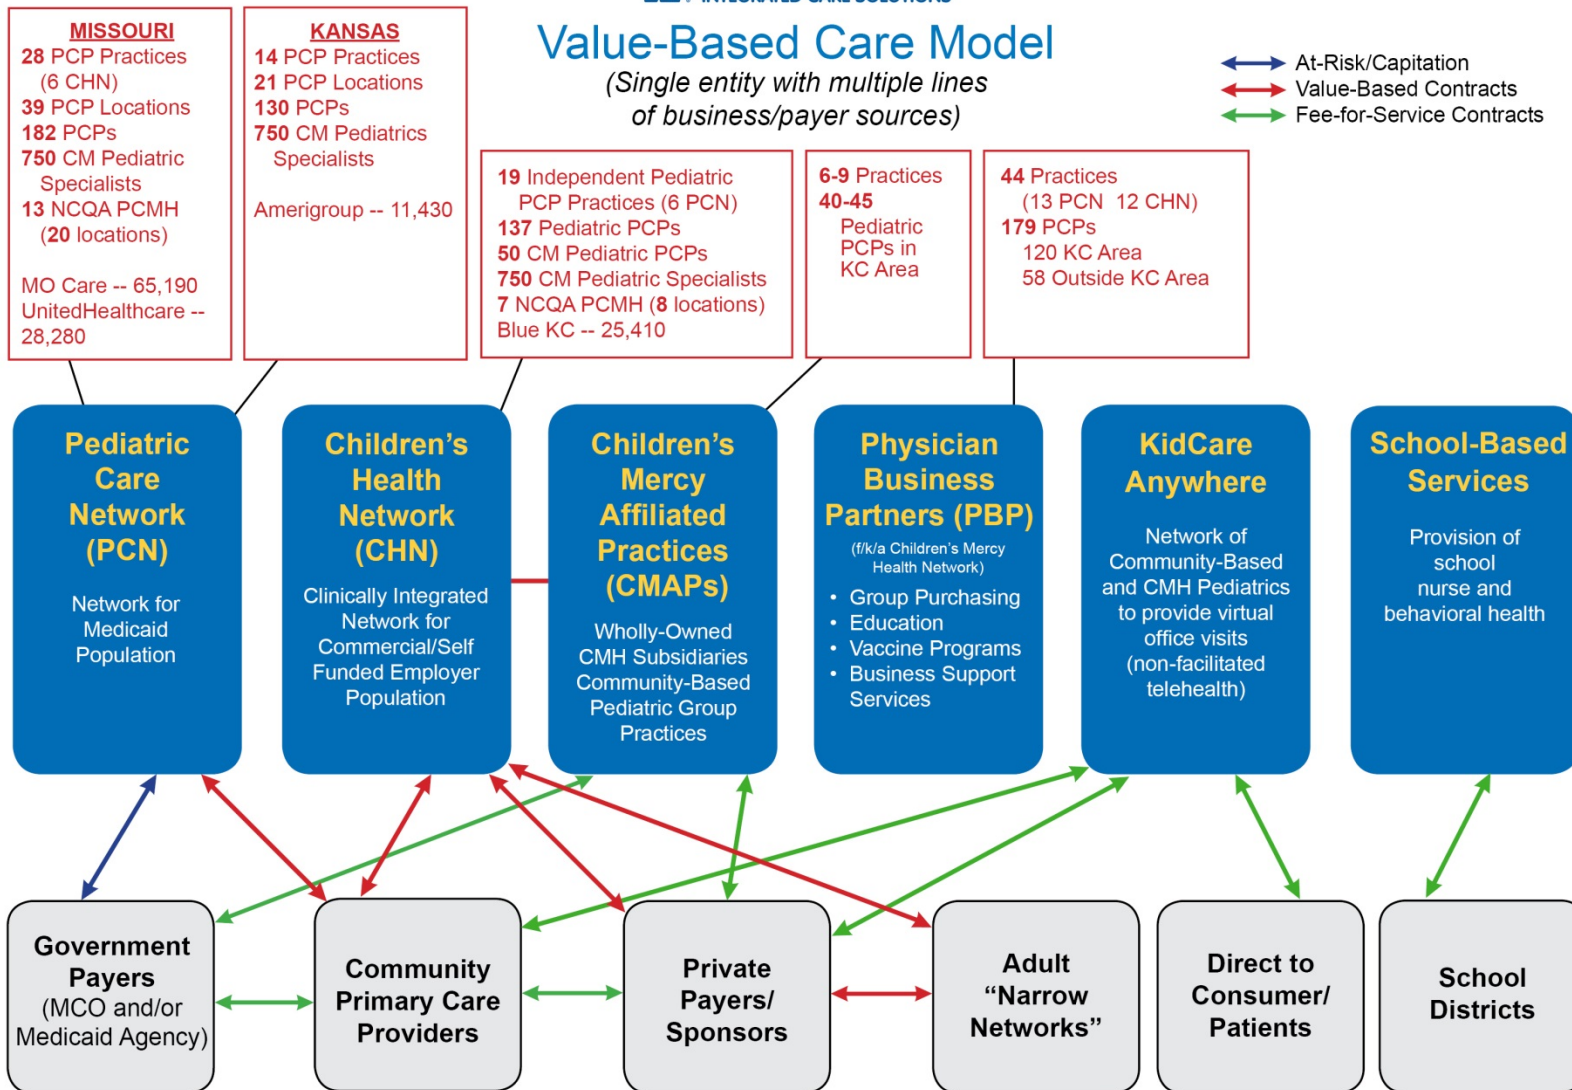 INTEGRATED CARE SOLUTIONS
Value-Based Care Model
(Single entity with multiple lines
of business/payer sources)
At-Risk/Capitation
Value-Based Contracts
Fee-for-Service Contracts
MISSOURI
28 PCP Practices
(6 CHN)
39 PCP Locations
182 PCPs
750 CM Pediatric
Specialists
13 NCQA PCMH
(20 locations)
MO Care -- 65,190
UnitedHealthcare --
28,280
KANSAS
14 PCP Practices
21 PCP Locations
130 PCPs
750 CM Pediatrics
Specialists
Amerigroup -- 11,430
19 Independent Pediatric
PCP Practices (6 PCN)
137 Pediatric PCPs
50 CM Pediatric PCPs
750 CM Pediatric Specialists
7 NCQA PCMH (8 locations)
Blue KC -- 25,410
6-9 Practices
40-45
Pediatric
PCPs in
KC Area
44 Practices
(13 PCN 12 CHN)
179 PCPs
120 KC Area
58 Outside KC Area
Pediatric
Care
Network
(PCN)
Network for
Medicaid
Population
Children's
Health
Network
(CHN)
Clinically Integrated
Network for
Commercial/Self
Funded Employer
Population
Children's
Mercy
Affiliated
Practices
(CMAPs)
Wholly-Owned
CMH Subsidiaries
Community-Based
Pediatric Group
Practices
Physician
Business
Partners (PBP)
(f/k/a Children's Mercy
Health Network)
• Group Purchasing
• Education
• Vaccine Programs
• Business Support
Services
KidCare
Anywhere
Network of
Community-Based
and CMH Pediatrics
to provide virtual
office visits
(non-facilitated
telehealth)
School-Based
Services
Provision of
school
nurse and
behavioral health
Government
Payers
(MCO and/or
Medicaid Agency)
Community
Primary Care
Providers
Private
Payers/
Sponsors
Adult
“Narrow
Networks”
Direct to
Consumer/
Patients
School
Districts